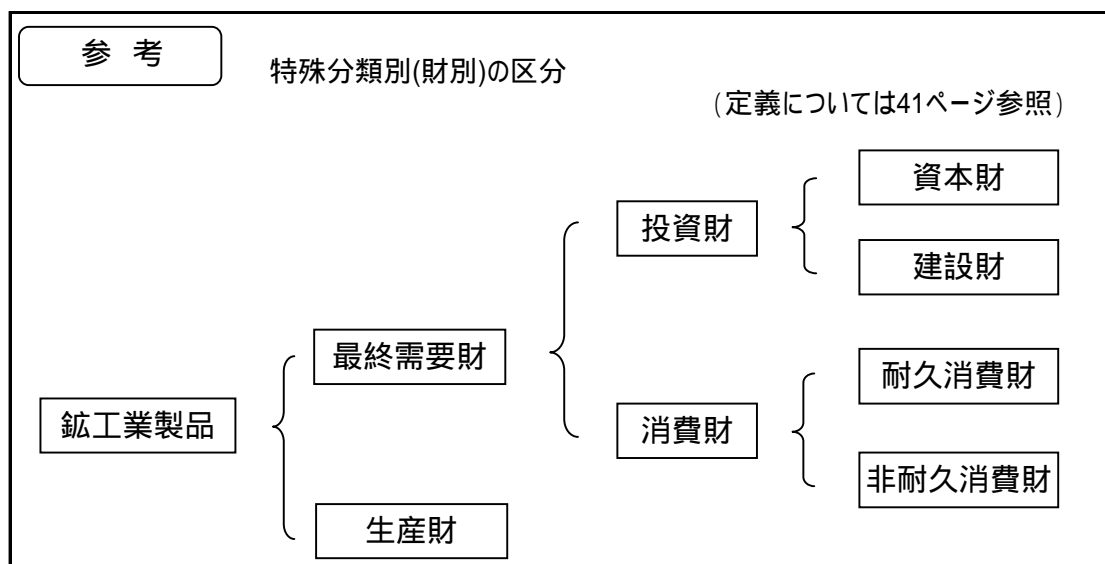 参 考
特殊分類別(財別)の区分
(定義については41ページ参照)
資本財
投資財
建設財
最終需要財
耐久消費財
鉱工業製品
消費財
非耐久消費財
生産財